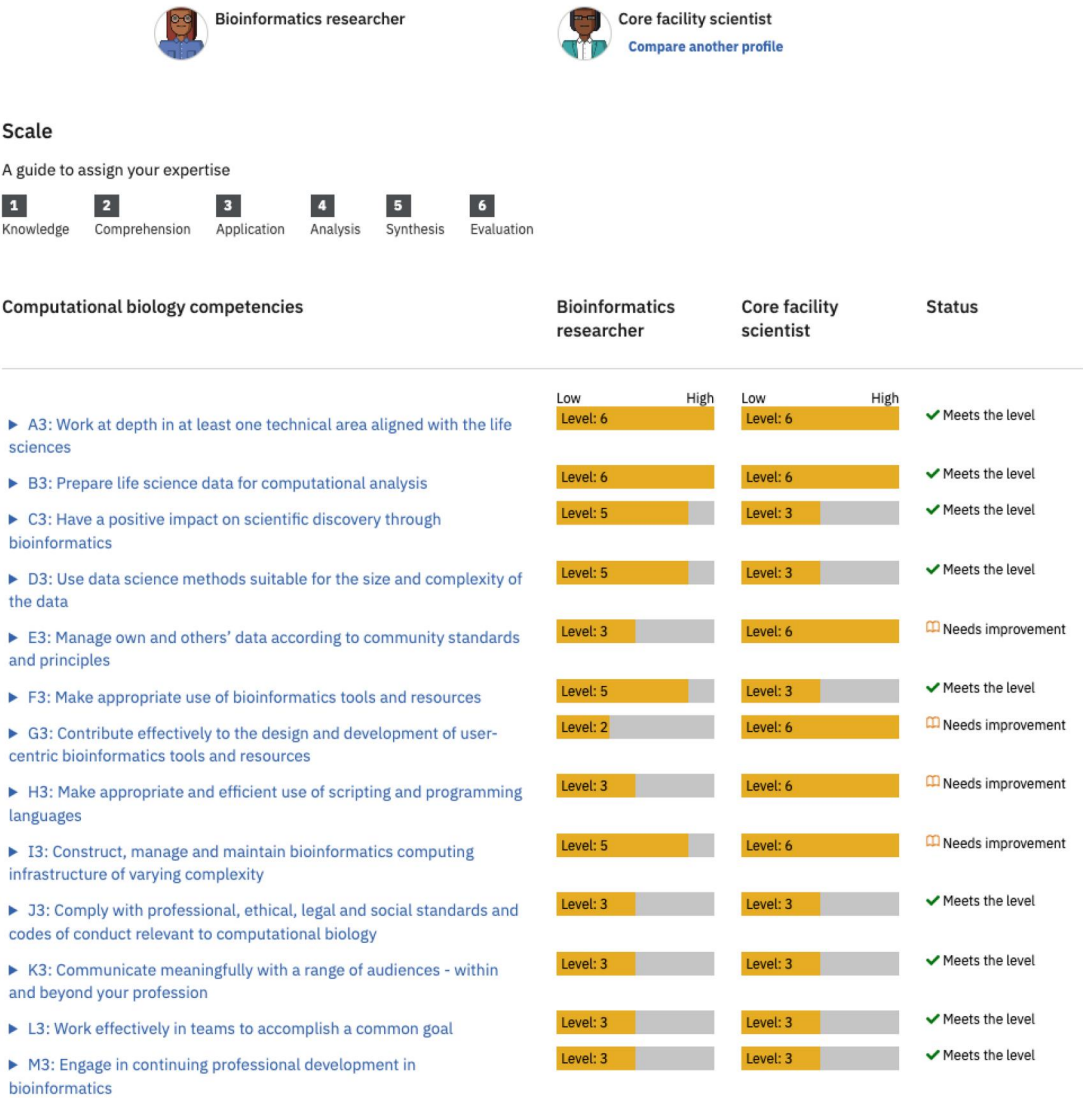 Bioinformatics researcher
Core facility scientist
Compare another profile
Scale
A guide to assign your expertise
1 2 3 4 5 6
Knowledge Comprehension Application Analysis Synthesis Evaluation
Computational biology competencies
Bioinformatics
researcher
Core facility
scientist
Status
Low High Low High
► A3: Work at depth in at least one technical area aligned with the life
sciences
Level: 6 Level: 6 Meets the level
► B3: Prepare life science data for computational analysis
Level: 6 Level: 6 Meets the level
► C3: Have a positive impact on scientific discovery through
bioinformatics
Level: 5 Level: 3 Meets the level
► D3: Use data science methods suitable for the size and complexity of
the data
Level: 5 Level: 3 Meets the level
► E3: Manage own and others’ data according to community standards
and principles
Level: 3 Level: 6 Needs improvement
► F3: Make appropriate use of bioinformatics tools and resources
Level: 5 Level: 3 Meets the level
► G3: Contribute effectively to the design and development of user-
centric bioinformatics tools and resources
Level: 2 Level: 6 Needs improvement
► H3: Make appropriate and efficient use of scripting and programming
languages
Level: 3 Level: 6 Needs improvement
► I3: Construct, manage and maintain bioinformatics computing
infrastructure of varying complexity
Level: 5 Level: 6 Needs improvement
► J3: Comply with professional, ethical, legal and social standards and
codes of conduct relevant to computational biology
Level: 3 Level: 3 Meets the level
► K3: Communicate meaningfully with a range of audiences - within
and beyond your profession
Level: 3 Level: 3 Meets the level
► L3: Work effectively in teams to accomplish a common goal
Level: 3 Level: 3 Meets the level
► M3: Engage in continuing professional development in
bioinformatics
Level: 3 Level: 3 Meets the level